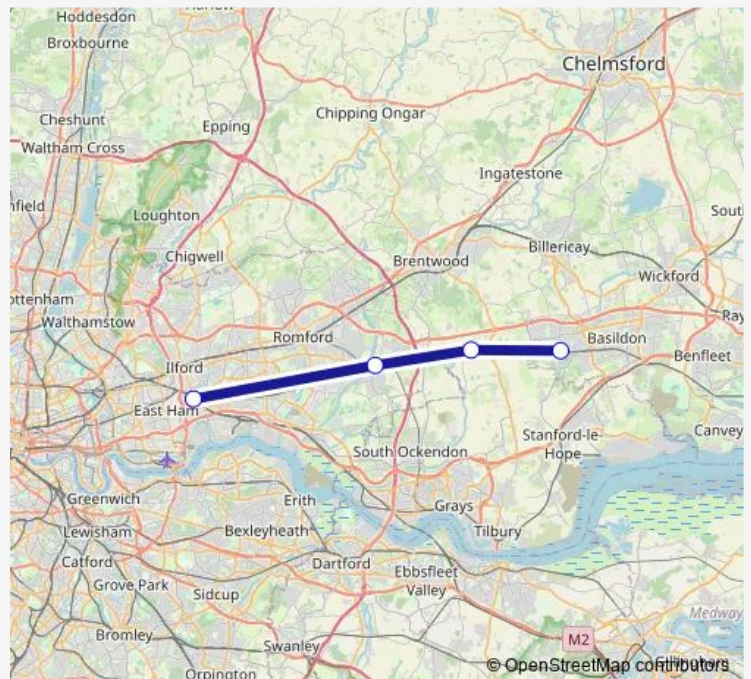 Harlow
Hoddesdon
Broxbourne
Chelmsford
Chipping Ongar
Cheshunt
Epping
Waltham Cross
Ingatestone
nfield
Loughton
Sout
Chigwell
Brentwood
Billericay
Wickford
ottenham
Walthamstow
Ray
Romford
Basildon
Ilford
Benfleet
East Ham
Canvey
South Ockendon
Stanford-le-
Hope
Greenwich
Erith
Grays
Lewisham
Bexleyheath
Tilbury
Catford
Dartford
Ebbsfleet
Valley
Grove Park
Sidcup
Medway
Bromley
M2
Swanley
© OpenStreetMap contributors
Orpington